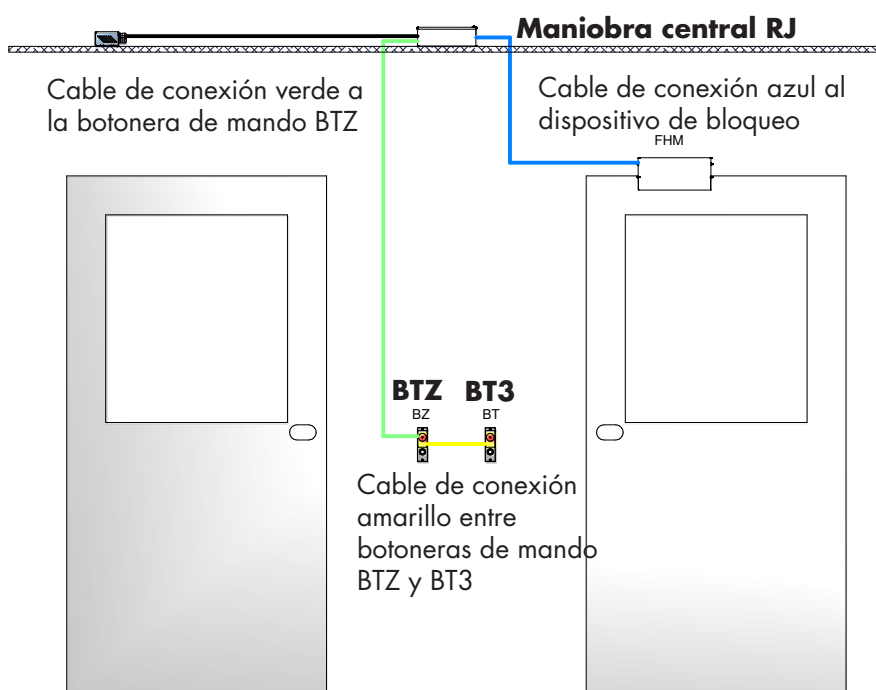 Maniobra central RJ
Cable de conexión verde a
la botonera de mando BTZ
Cable de conexión azul al
dispositivo de bloqueo
FHM
BTZ BT3
BZ BT
Cable de conexión
amarillo entre
botoneras de mando
BTZ y BT3